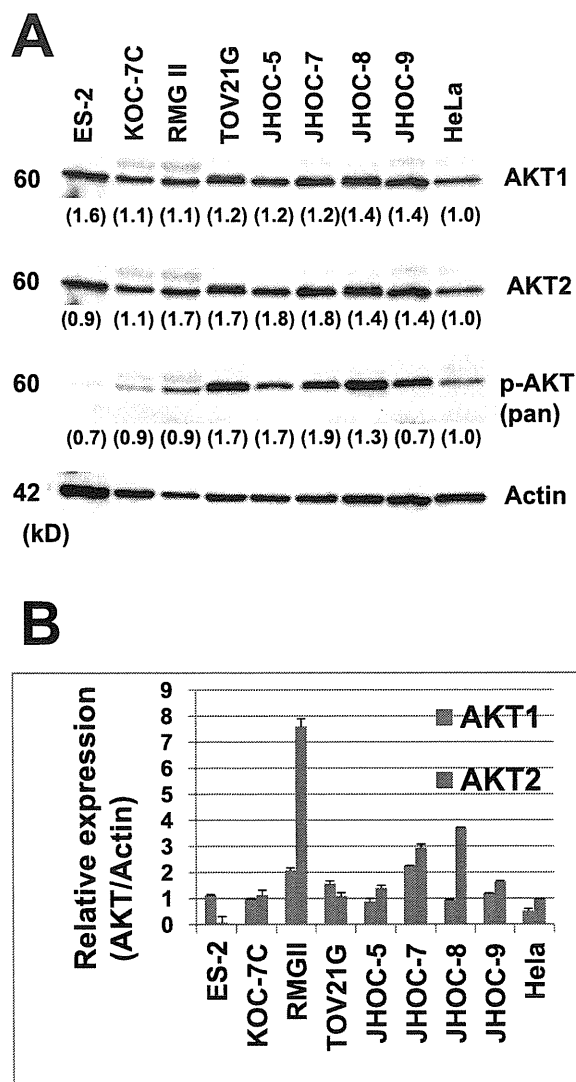 A
ES-2 KOC-7C RMG II TOV21G JHOC-5 JHOC-7 JHOC-8 JHOC-9 HeLa
60 AKT1
(1.6) (1.1) (1.1) (1.2) (1.2) (1.2) (1.4) (1.4) (1.0)
60 AKT2
(0.9) (1.1) (1.7) (1.7) (1.8) (1.8) (1.4) (1.4) (1.0)
60 p-AKT
(pan)
(0.7) (0.9) (0.9) (1.7) (1.7) (1.9) (1.3) (0.7) (1.0)
42 Actin
(kD)
B
Relative expression
(AKT/Actin)
9
8
7
6
5
4
3
2
1
0
AKT1
AKT2
ES-2 KOC-7C RMGII TOV21G JHOC-5 JHOC-7 JHOC-8 JHOC-9 Hela